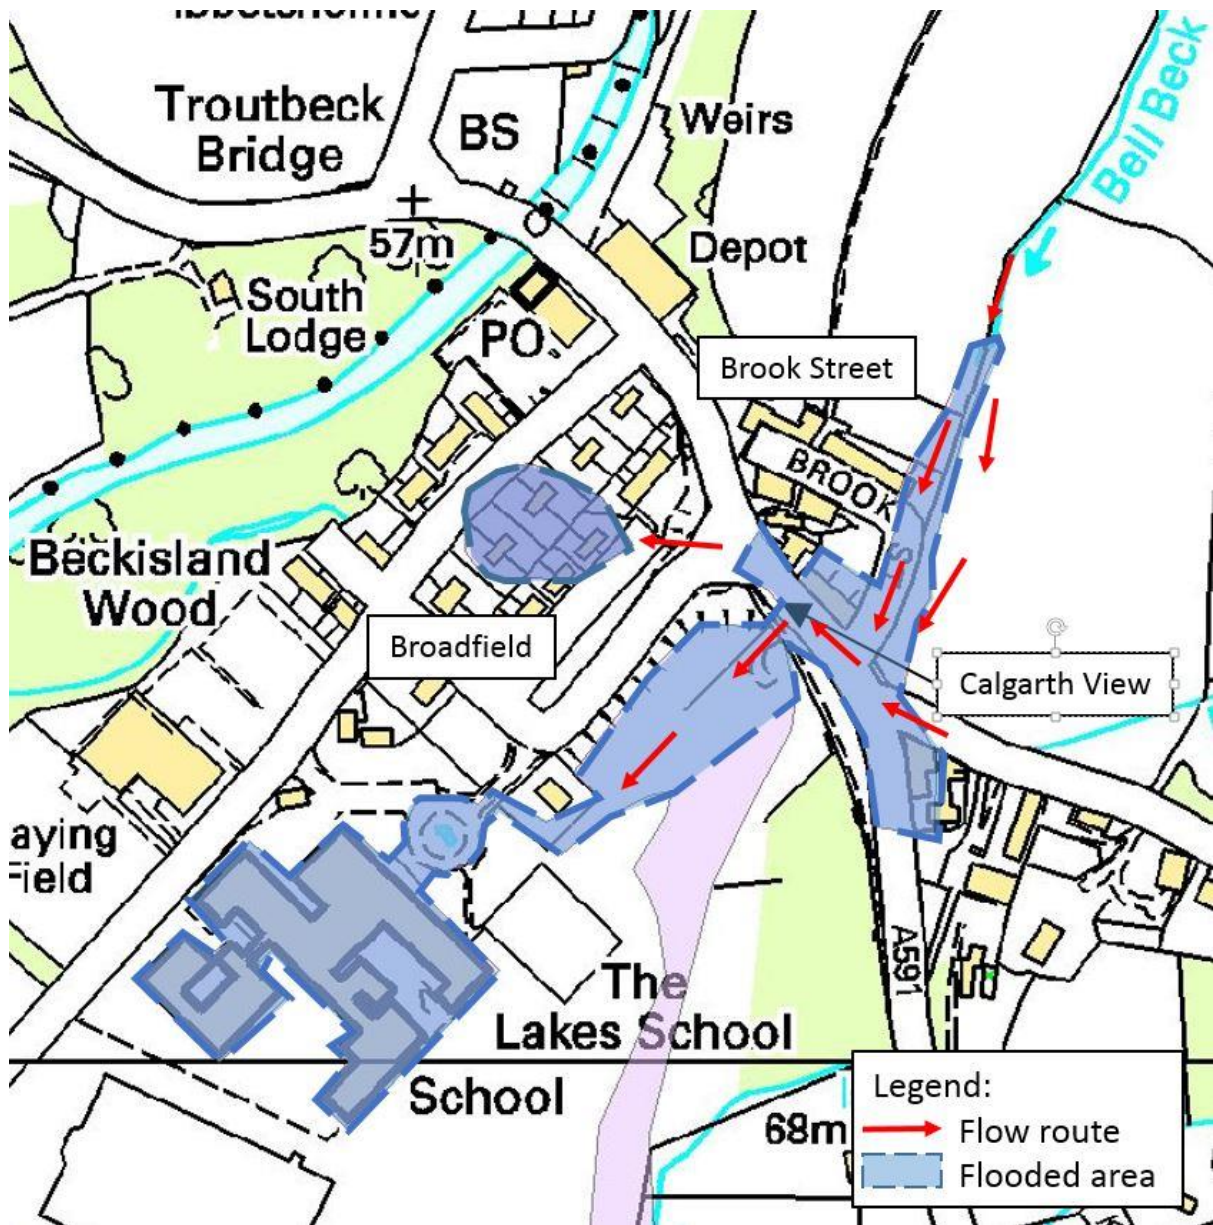 Troutbeck
Bridge
BS
Weirs
Bell Beck
57m
Depot
South
Lodge
PO
Brook Street
BROOK
Beckisland
Wood
Broadfield
Calgarth View
aying
Field
A591
The
Lakes School
School
68m
Legend:
Flow route
Flooded area